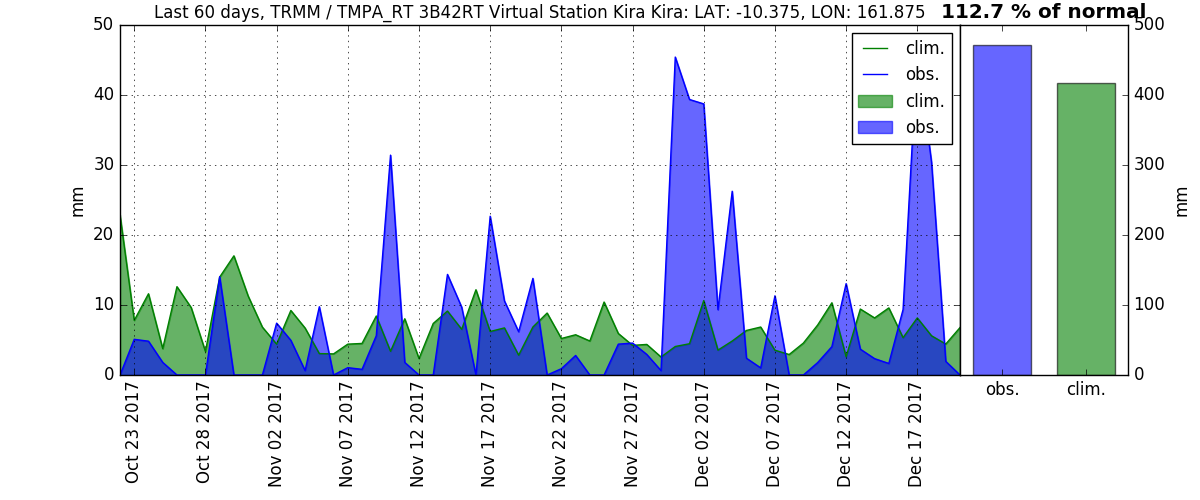 Last 60 days, TRMM / TMPA_RT 3B42RT Virtual Station Kira Kira: LAT: -10.375, LON: 161.875
112.7 % of normal
50
40
30
20
10
0
mm
clim.
obs.
clim.
obs.
500
400
300
200
100
0
mm
obs.
clim.
Oct 23 2017
Oct 28 2017
Nov 02 2017
Nov 07 2017
Nov 12 2017
Nov 17 2017
Nov 22 2017
Nov 27 2017
Dec 02 2017
Dec 07 2017
Dec 12 2017
Dec 17 2017